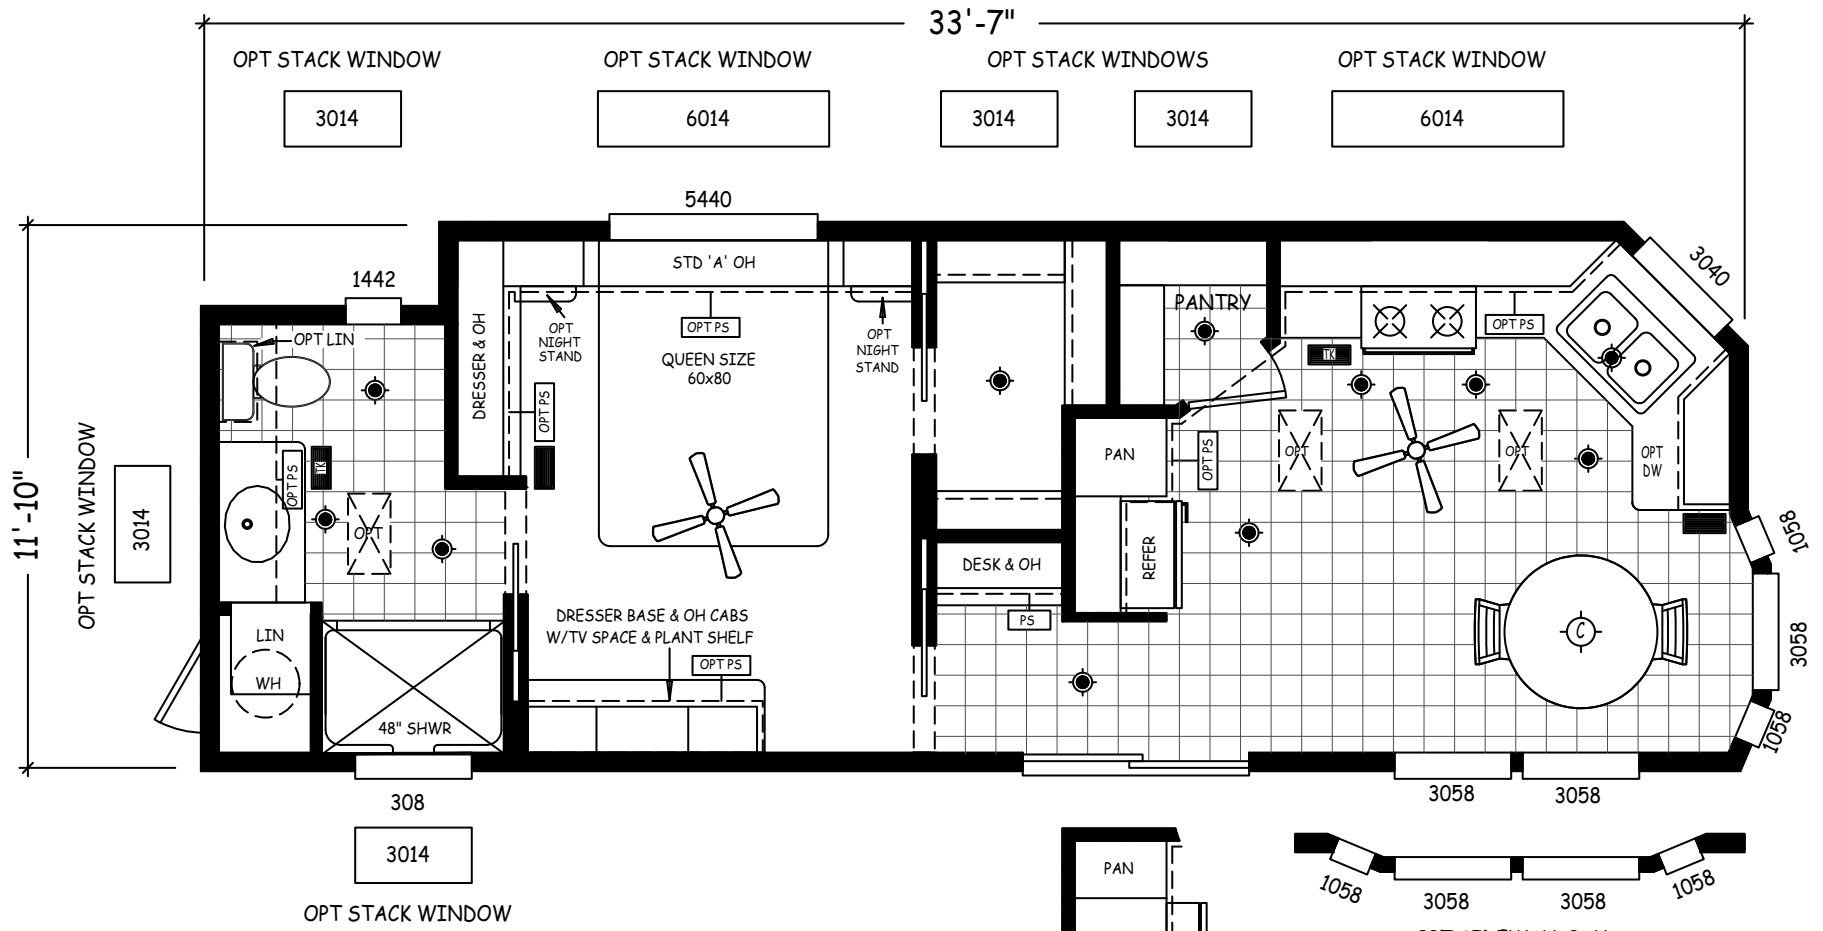 33'-7"
OPT STACK WINDOW
OPT STACK WINDOW
OPT STACK WINDOWS
OPT STACK WINDOW
3014
6014
3014
3014
6014
5440
1442
3040
STD 'A' OH
DRESSER & OH
OPT PS
OPT
NIGHT
STAND
OPT
NIGHT
STAND
QUEEN SIZE
60x80
OPT PS
PANTRY
OPT PS
TK
OPT LIN
OPT PS
TK
OPT
PAN
OPT PS
OPT
OPT
OPT
DW
11'-10"
OPT STACK WINDOW
3014
REFER
DESK & OH
PS
1058
3058
1058
C
DRESSER BASE & OH CABS
W/TV SPACE & PLANT SHELF
OPT PS
LIN
WH
48" SHWR
308
3014
OPT STACK WINDOW
3058
3058
PAN
1058
3058
3058
1058